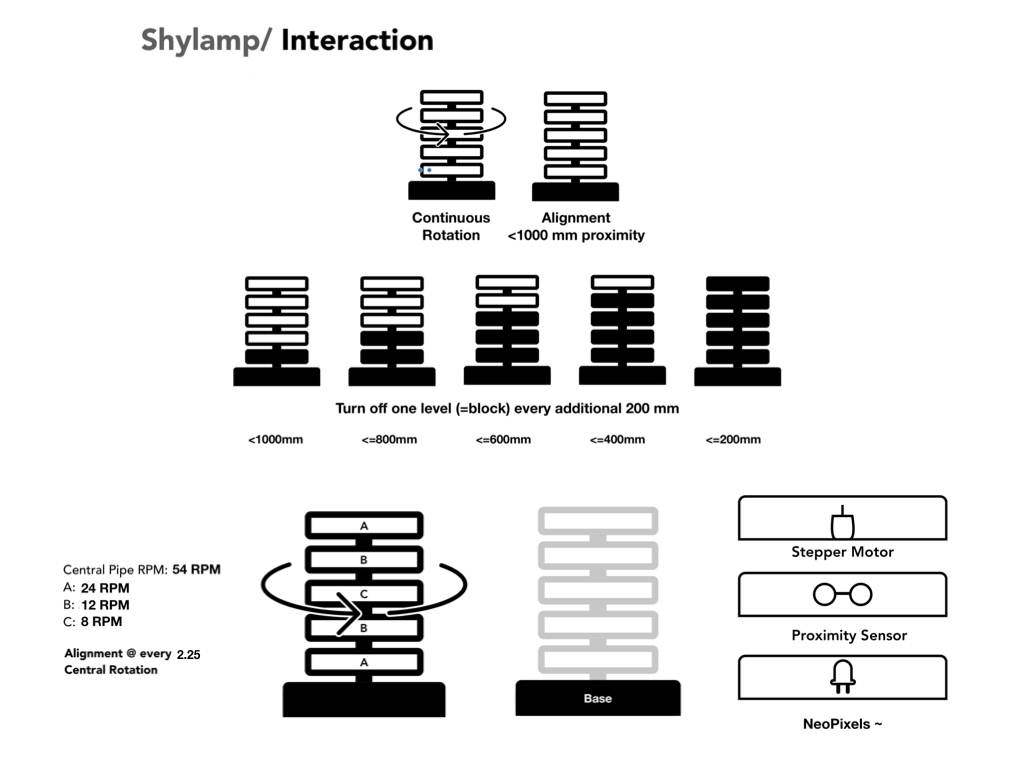 Shylamp/ Interaction
Continuous
Rotation
Alignment
<1000 mm proximity
Turn off one level (=block) every additional 200 mm
<1000mm
<=800mm
<=600mm
<=400mm
<=200mm
Central Pipe RPM: 54 RPM
A: 24 RPM
B: 12 RPM
C: 8 RPM
Alignment @ every 2.25
Central Rotation
A
B
C
B
A
Base
Stepper Motor
Proximity Sensor
NeoPixels ~